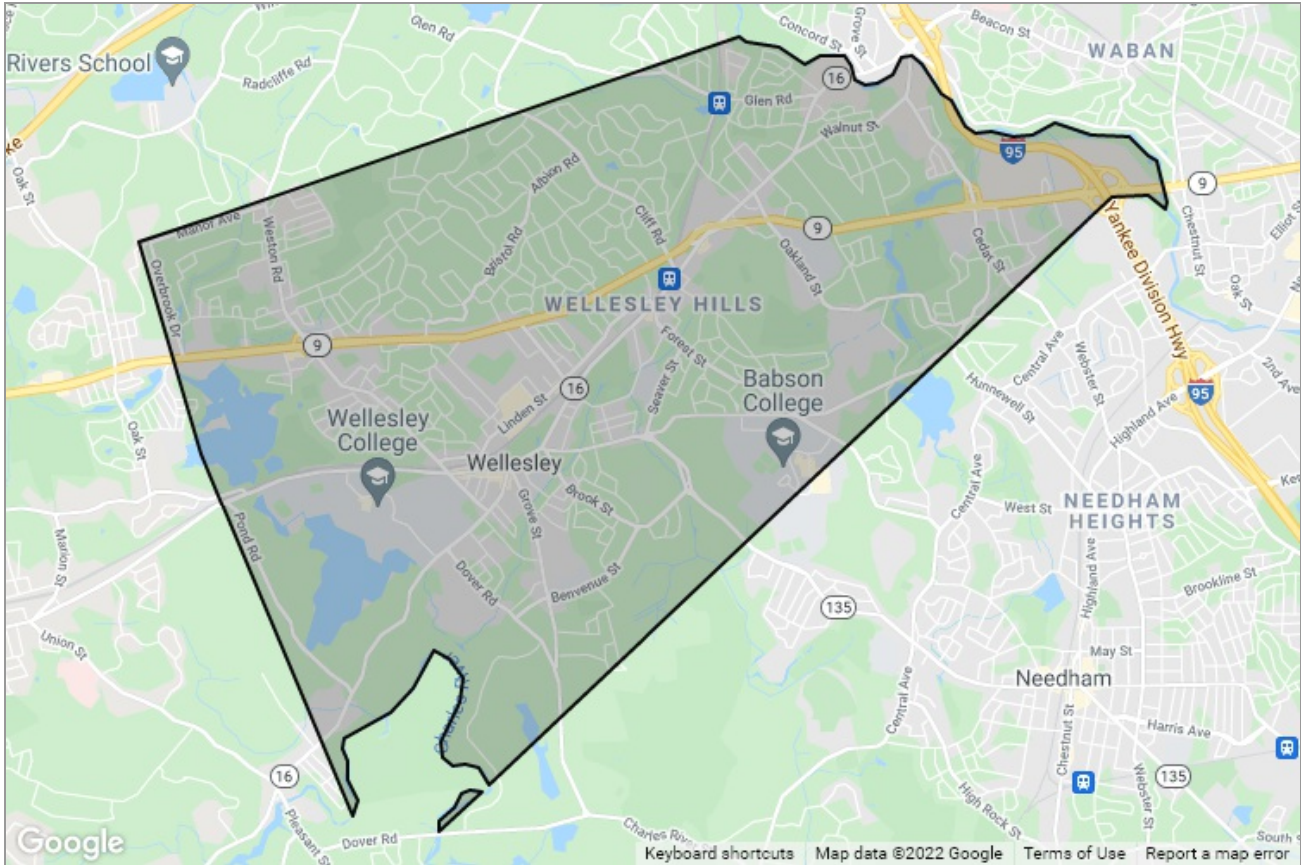 Glen Rd
Concord St
Grove St
Beacon St
WABAN
Rivers School
Radcliffe Rd
16
Glen Rd
Walnut St
95
9
ke
Oak St
Manor Ave
Albion Rd
Weston Rd
Cliff Rd
Bristol Rd
9
Oakland St
Cedar St
Chestnut St
Elliot St
Overbrook Dr
WELLESLEY HILLS
Yankee Division Hwy
Oak St
9
Forest St
Central Ave
Webster St
2nd Ave
16
Seaver St
Babson
College
Hunnewell St
95
Linden St
Highland Ave
Oak St
Wellesley
College
Wellesley
Brook St
Grove St
Central Ave
West St
NEEDHAM
HEIGHTS
Marion St
Pond Rd
Dover Rd
Benvenue St
Highland Ave
Brookline St
135
Union St
May St
Charles River
Needham
Central Ave
Harris Ave
Chestnut St
16
135
High Rock St
Webster St
Pleasant St
Dover Rd
Charles Riv
South S
Google
Keyboard shortcuts
Map data ©2022 Google
Terms of Use
Report a map error